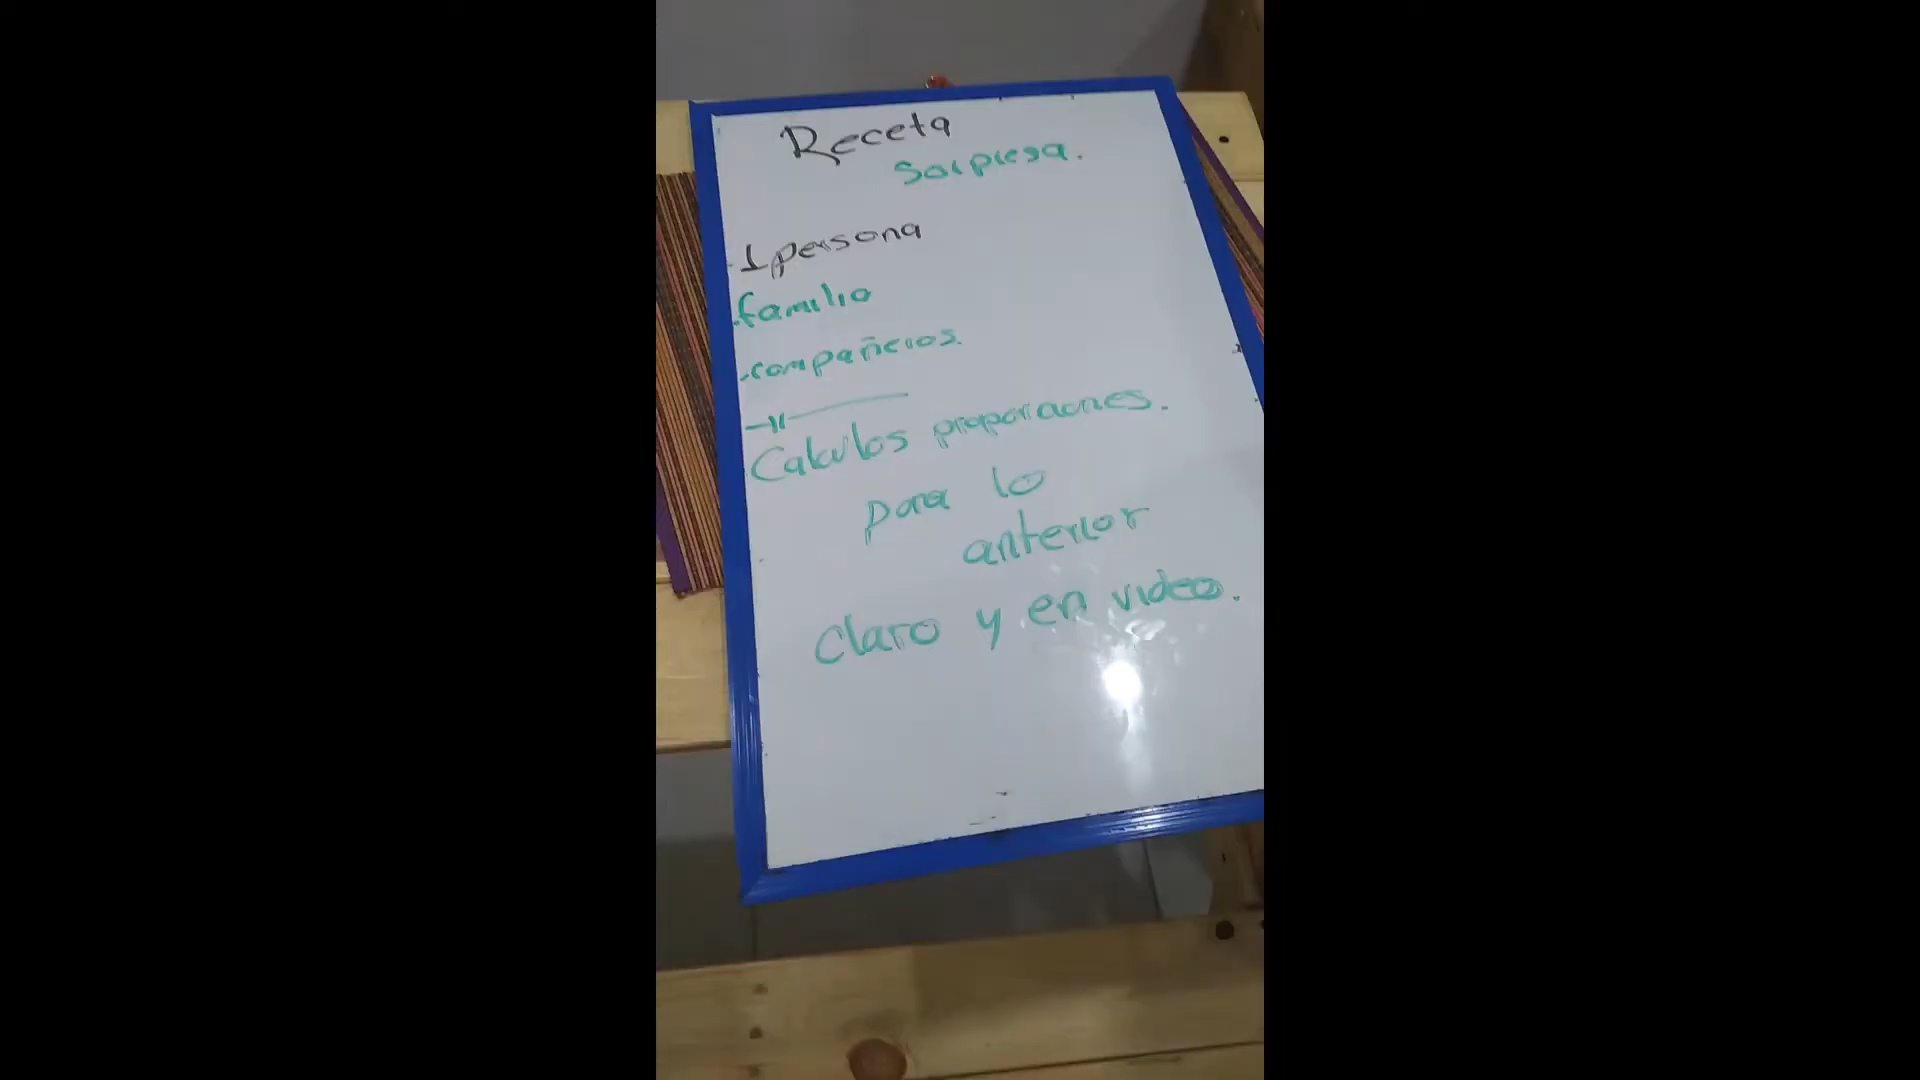 Receta
Sorpresa.
. 1 persona
. familia
. compañeros.
Calculos proporciones.
para lo
anterior
claro y en video.